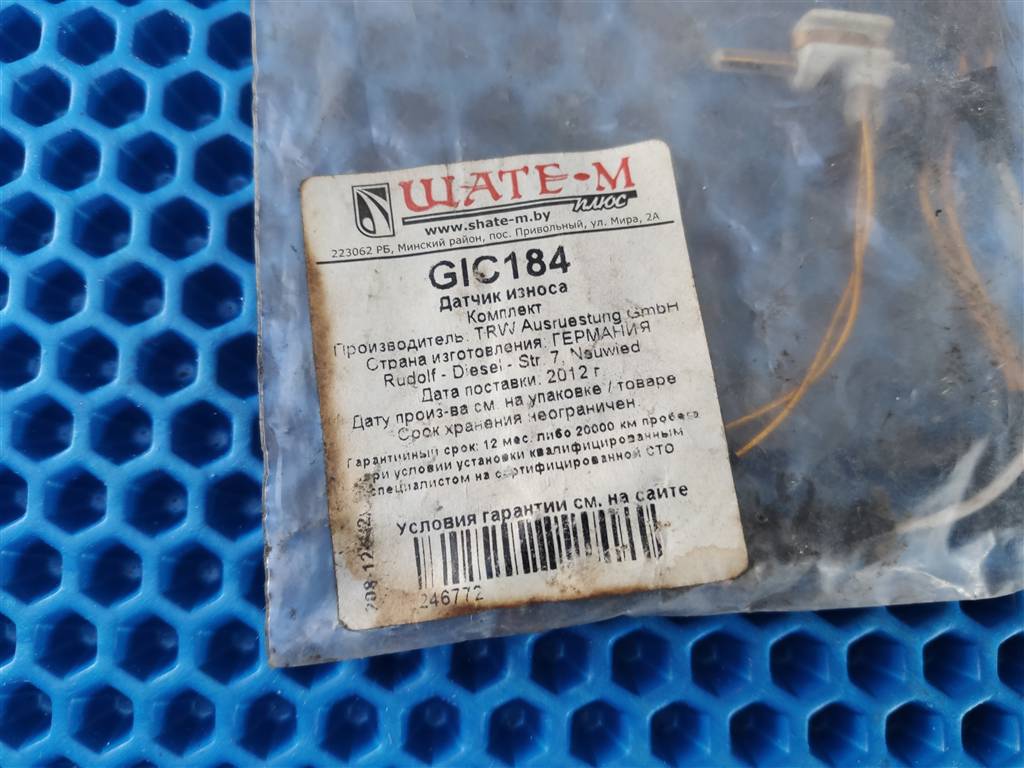 ШАТЕ-М
плюс
www.shate-m.by
223062 РБ, Минский район, пос. Привольный, ул. Мира, 2А
GIC184
Датчик износа
Комплект
Производитель: TRW Ausruestung GmbH
Страна изготовления: ГЕРМАНИЯ
Rudolf - Diesel - Str. 7, Neuwied
Дата поставки: 2012 г.
Дату произ-ва см. на упаковке / товаре
Срок хранения неограничен.
Гарантийный срок: 12 мес. либо 20000 км пробега
при условии установки квалифицированным
специалистом на сертифицированной СТО
Условия гарантии см. на сайте
246772